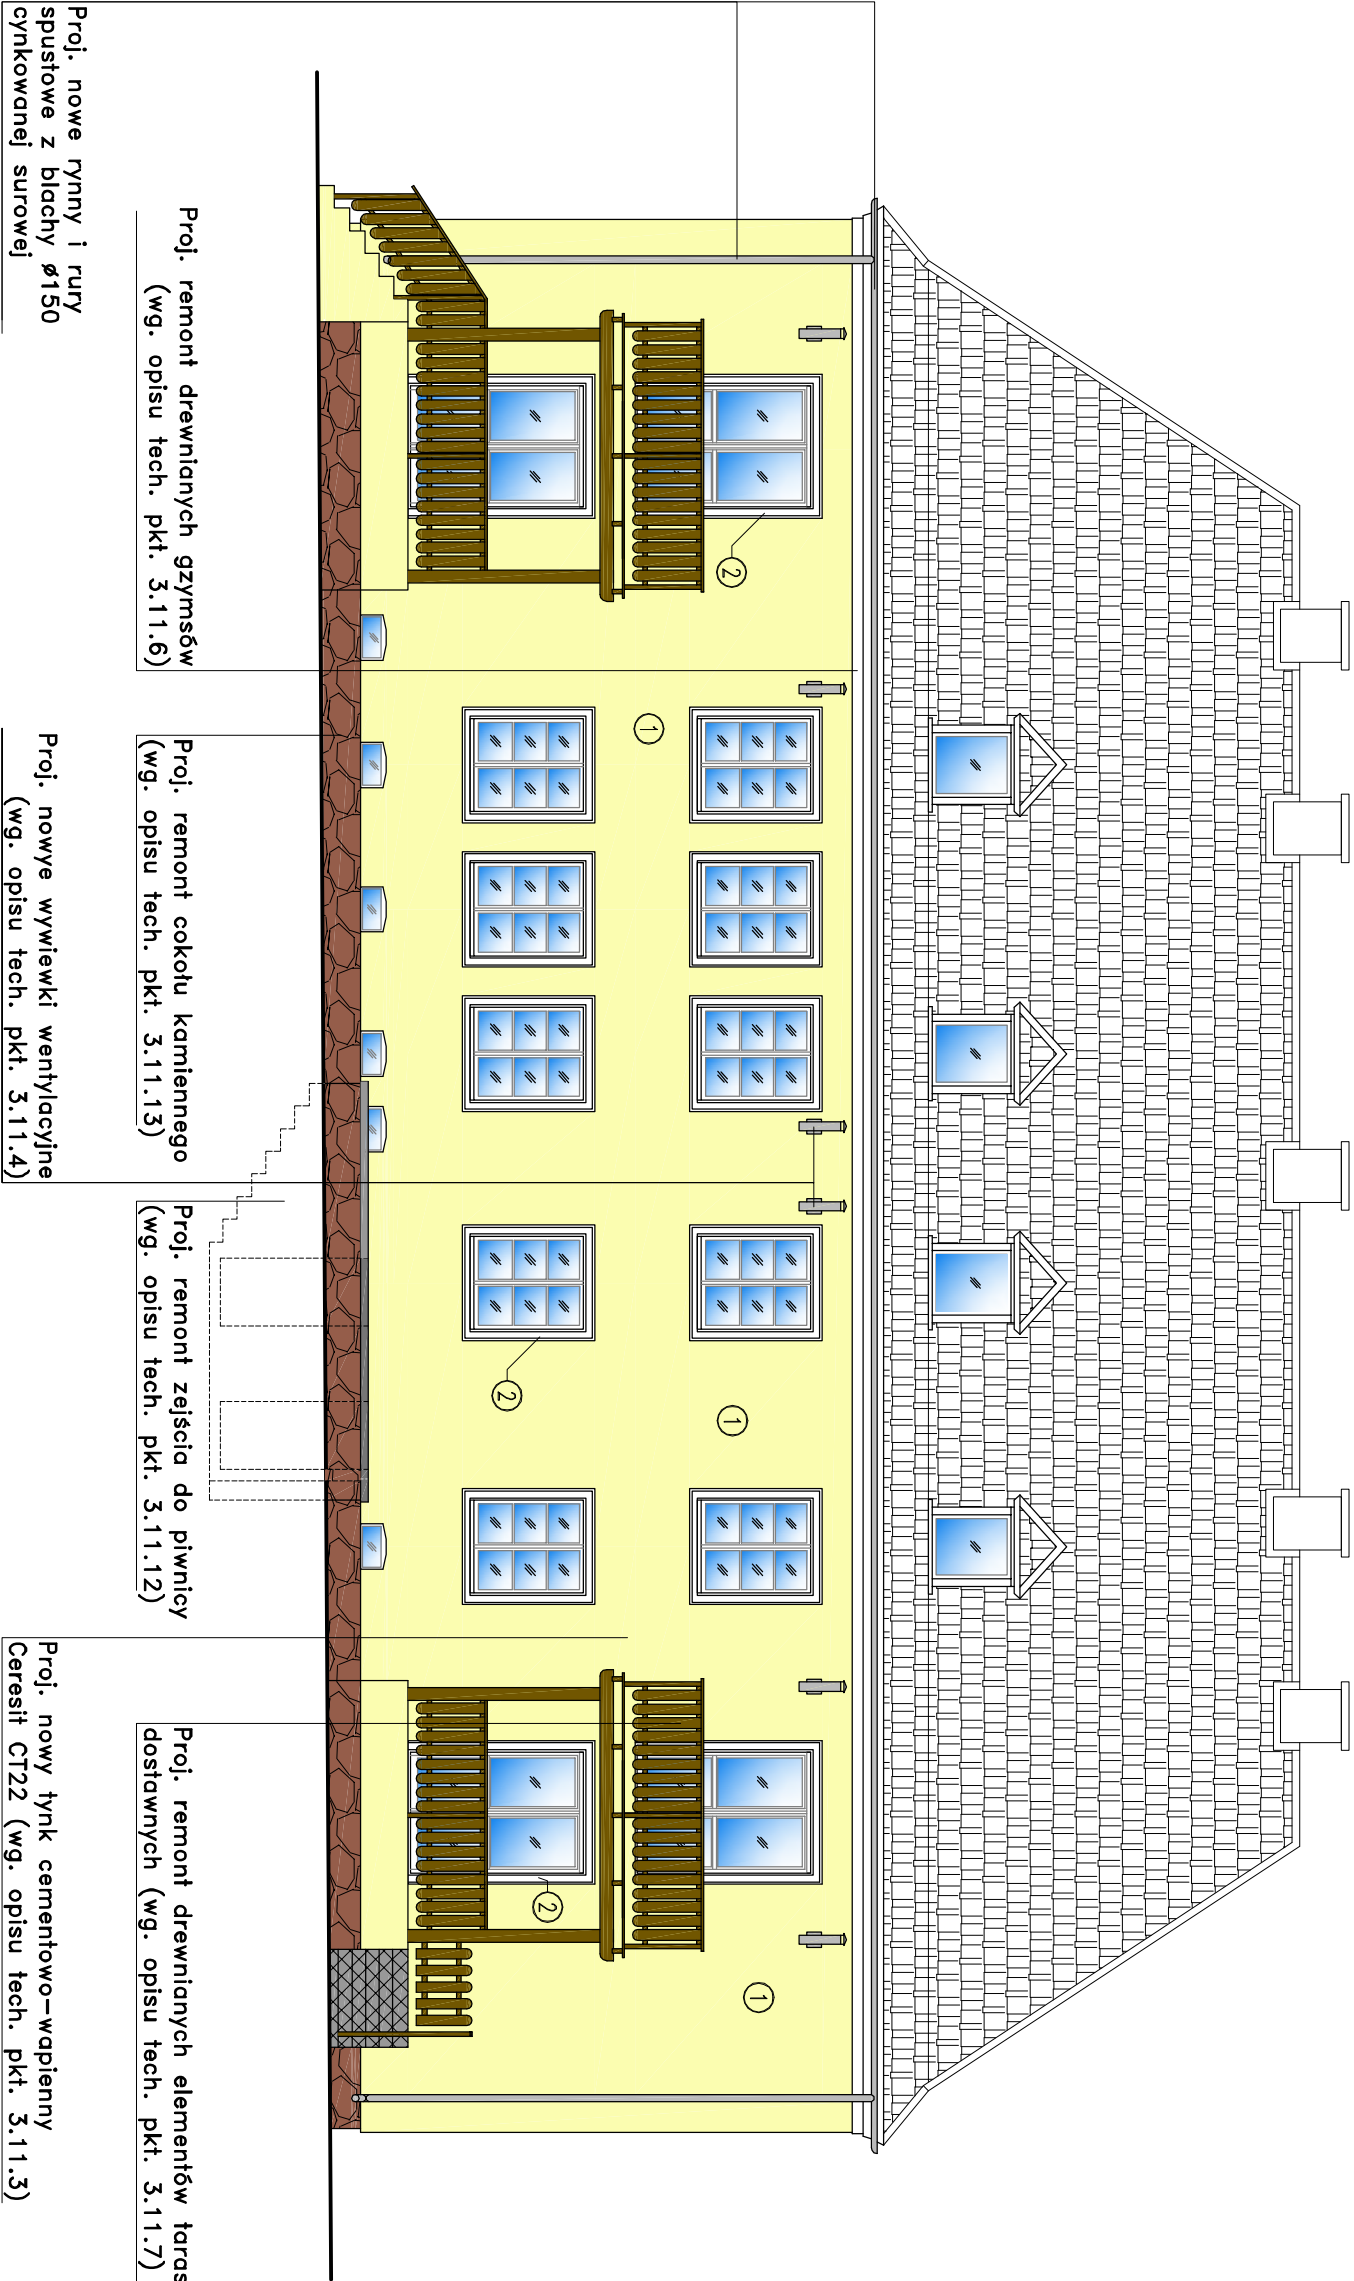 Proj. nowe rynny i rury
spustowe z blachy ø150
cynkowanej surowej
Proj. remont drewnianych gzymsów
(wg. opisu tech. pkt. 3.11.6)
Proj. nowye wywiewki wentylacyjne
(wg. opisu tech. pkt. 3.11.4)
Proj. remont cokołu kamiennego
(wg. opisu tech. pkt. 3.11.13)
Proj. remont zejścia do piwnicy
(wg. opisu tech. pkt. 3.11.12)
Proj. nowy tynk cementowo-wapienny
Ceresit CT22 (wg. opisu tech. pkt. 3.11.3)
Proj. remont drewnianych elementów taras
dostawnych (wg. opisu tech. pkt. 3.11.7)
2
1
2
1
2
1